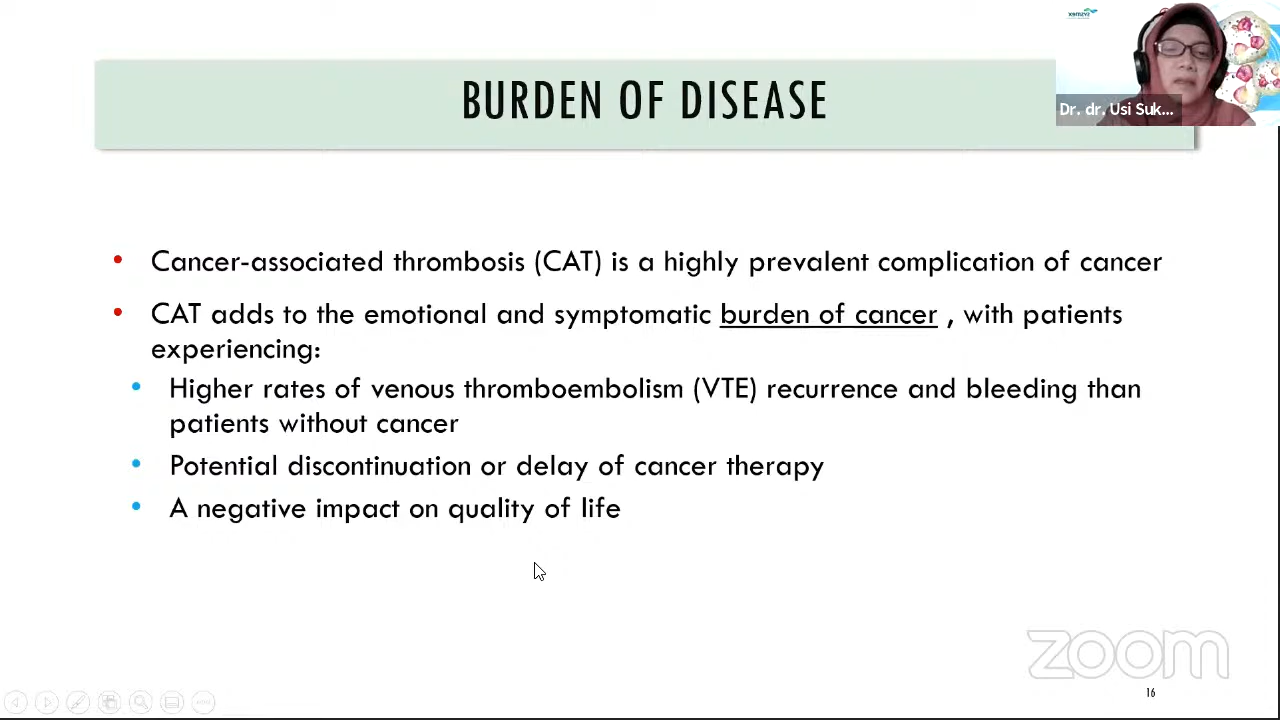 BURDEN OF DISEASE
Dr. dr. Usi Suk...
• Cancer-associated thrombosis (CAT) is a highly prevalent complication of cancer
• CAT adds to the emotional and symptomatic burden of cancer , with patients
experiencing:
• Higher rates of venous thromboembolism (VTE) recurrence and bleeding than
patients without cancer
• Potential discontinuation or delay of cancer therapy
• A negative impact on quality of life
zoom
16